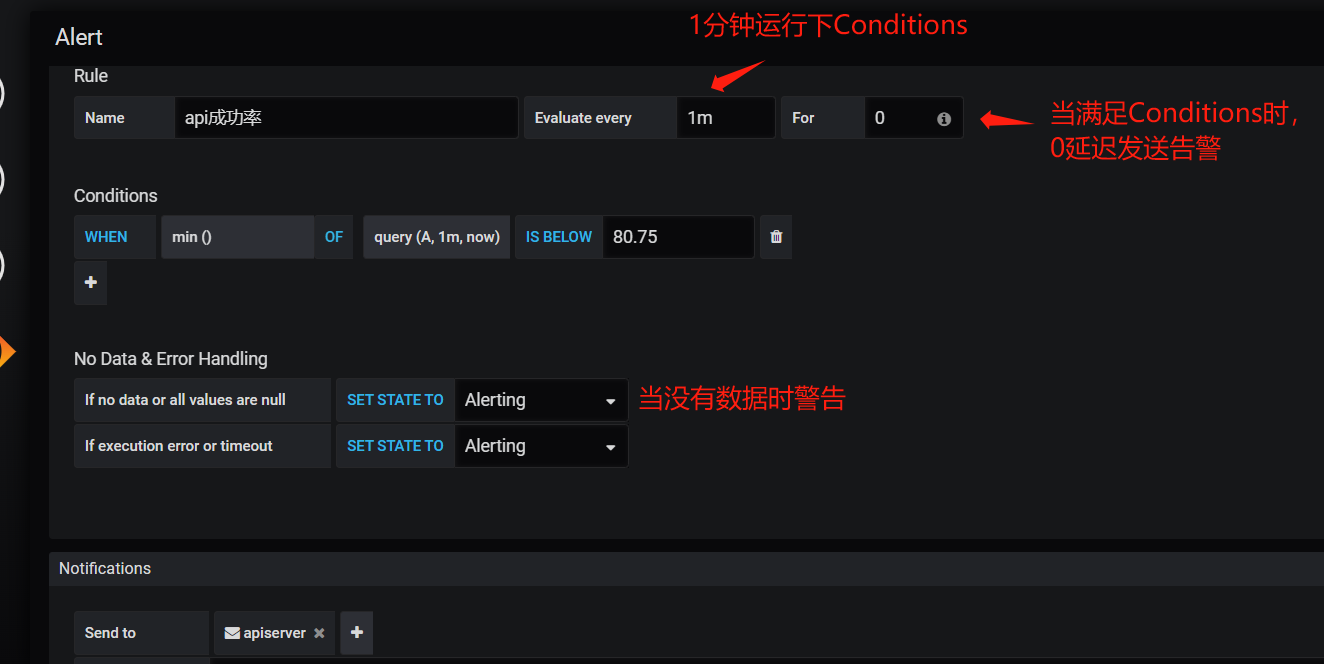 1分钟运行下Conditions
Alert
Rule
Name api成功率 Evaluate every 1m For 0
当满足Conditions时，
0延迟发送告警
Conditions
WHEN min () OF query (A, 1m, now) IS BELOW 80.75
No Data & Error Handling
If no data or all values are null SET STATE TO Alerting 当没有数据时警告
If execution error or timeout SET STATE TO Alerting
Notifications
Send to apiserver